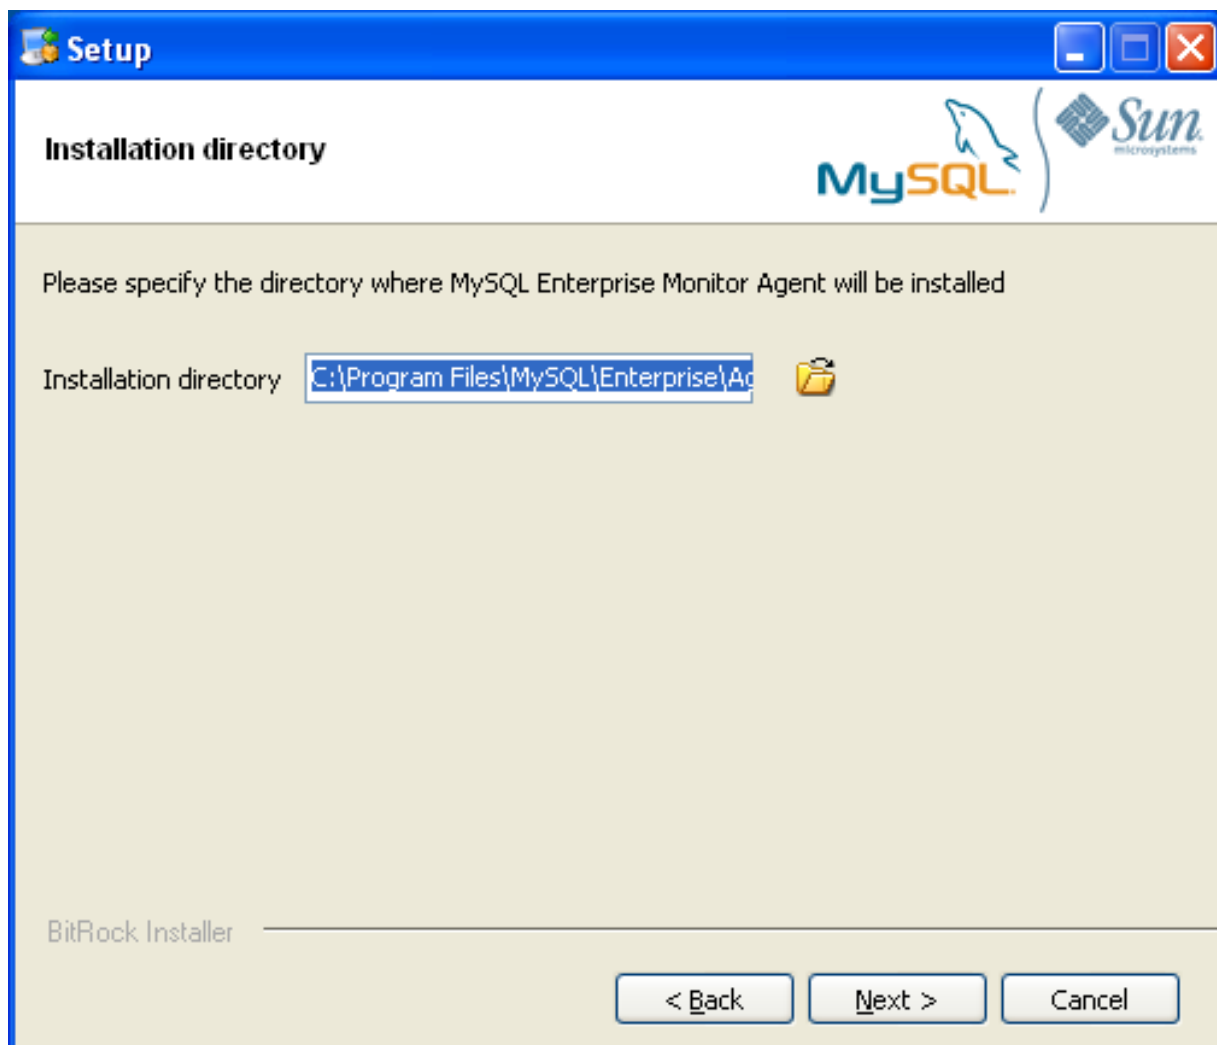 Setup
Installation directory
MySQL.
Sun
microsystems
Please specify the directory where MySQL Enterprise Monitor Agent will be installed
Installation directory
C:\Program Files\MySQL\Enterprise\Ag
BitRock Installer
< Back
Next >
Cancel